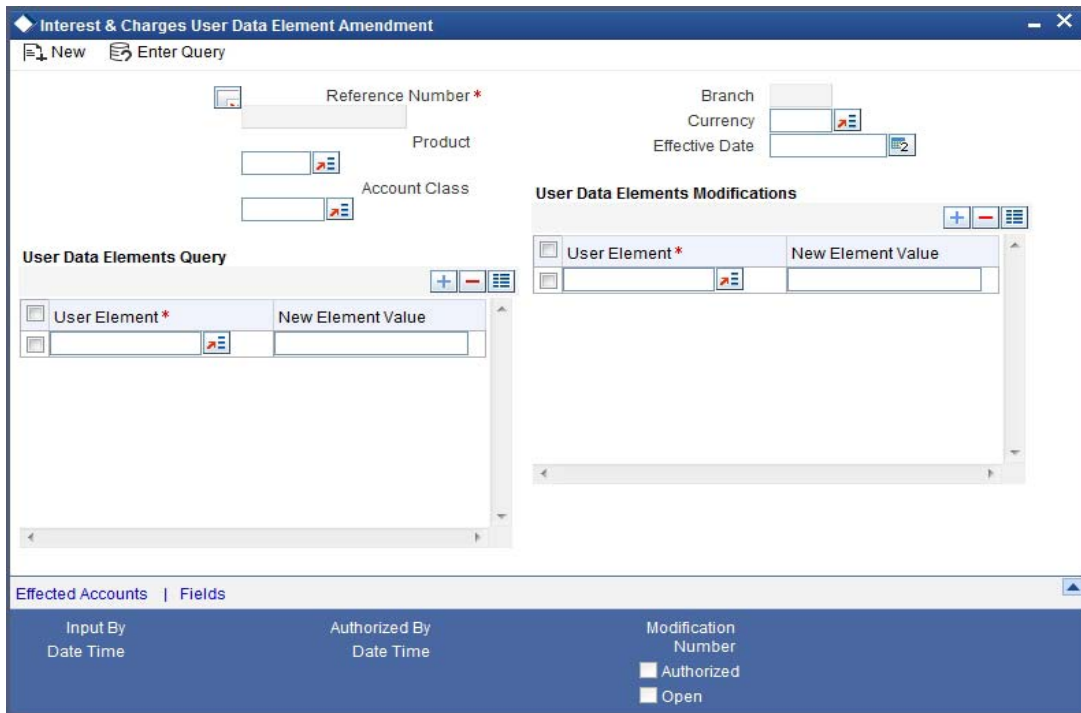 Interest & Charges User Data Element Amendment
New Enter Query
Reference Number *
Product
Account Class
Branch
Currency
Effective Date
2
User Data Elements Query
User Element * New Element Value
User Data Elements Modifications
User Element * New Element Value
Effected Accounts | Fields
Input By
Date Time
Authorized By
Date Time
Modification
Number
Authorized
Open